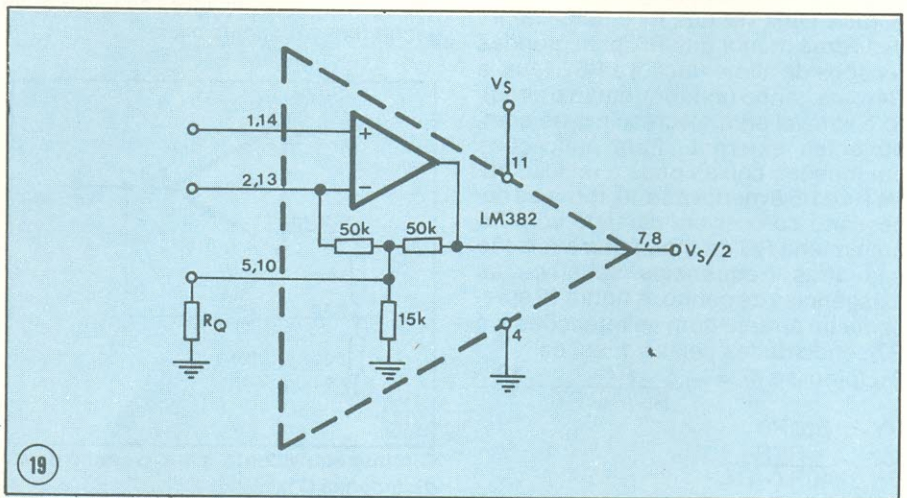 V_S
1,14
+
11
2,13
−
LM382
50k
50k
7,8
V_S/2
5,10
R_Q
15k
4
19